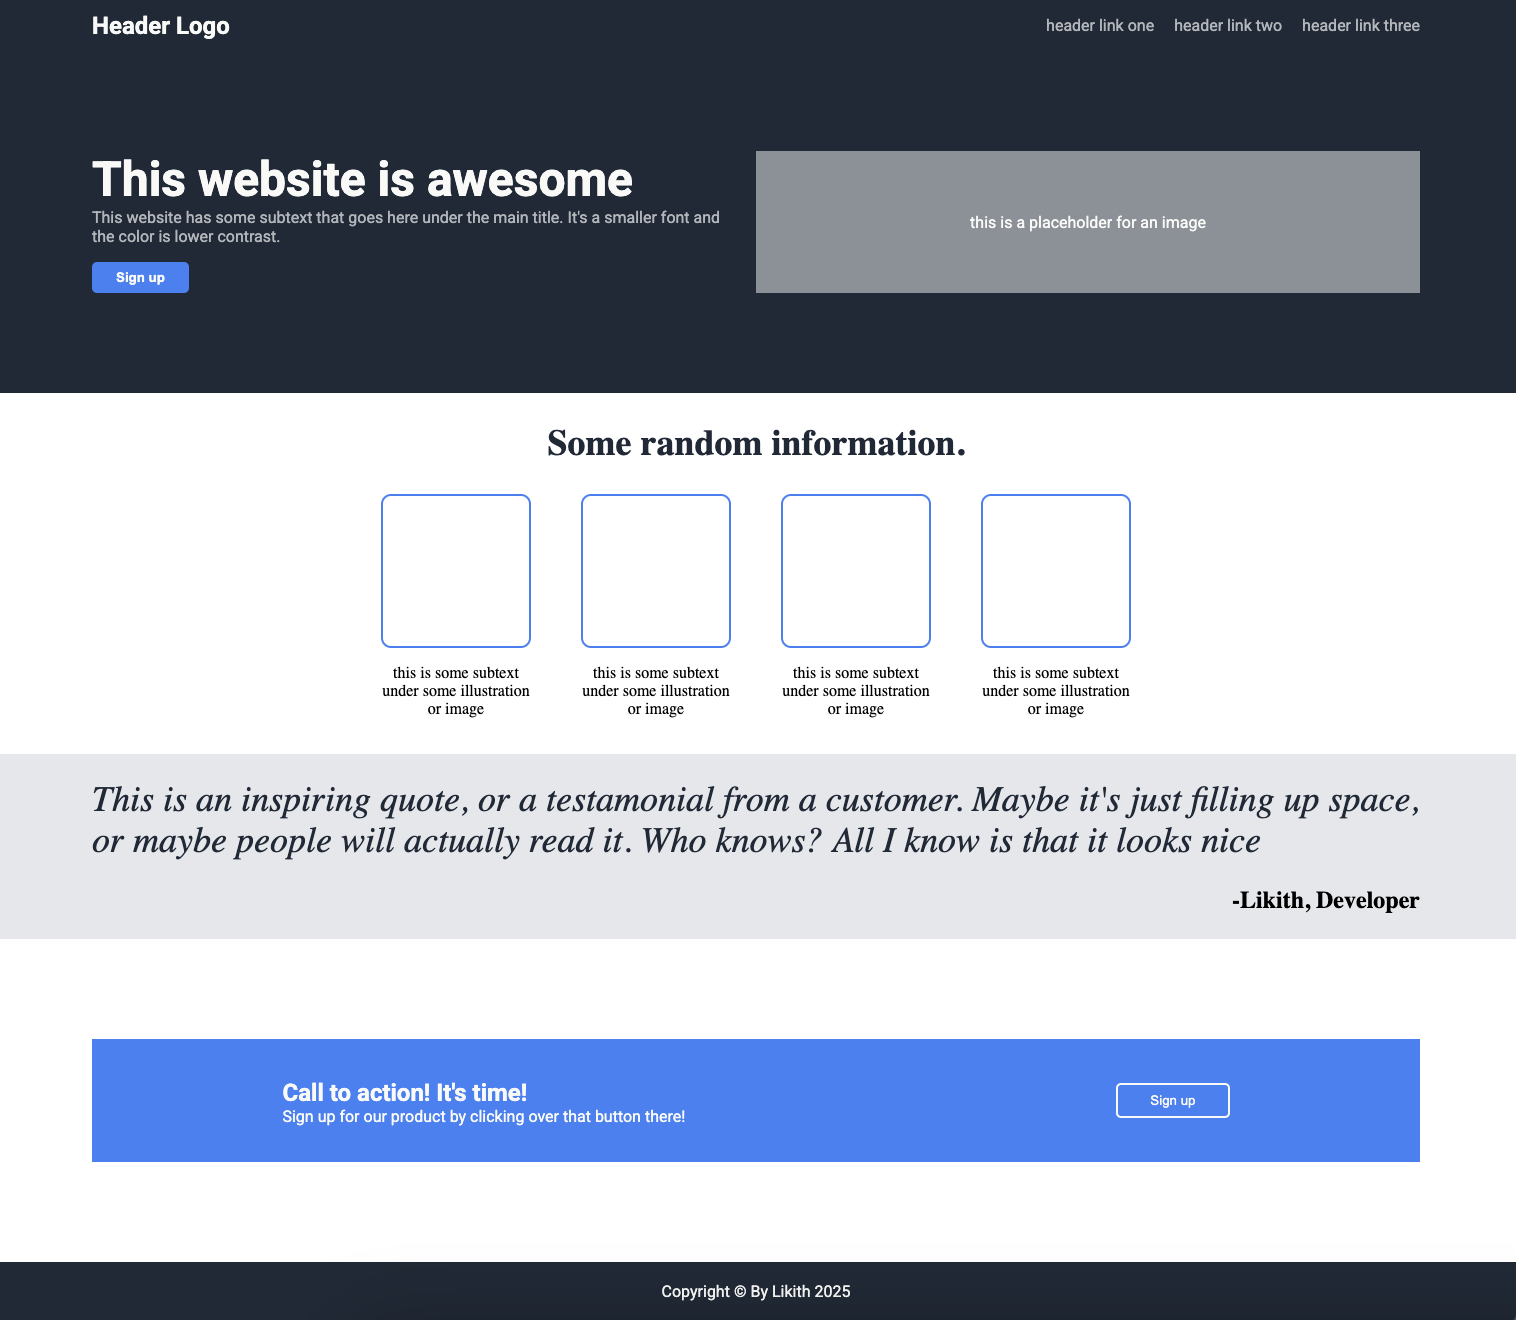 Header Logo
header link one header link two header link three
This website is awesome
This website has some subtext that goes here under the main title. It's a smaller font and
the color is lower contrast.
Sign up
this is a placeholder for an image
Some random information.
this is some subtext
under some illustration
or image
this is some subtext
under some illustration
or image
this is some subtext
under some illustration
or image
this is some subtext
under some illustration
or image
This is an inspiring quote, or a testamonial from a customer. Maybe it's just filling up space,
or maybe people will actually read it. Who knows? All I know is that it looks nice
-Likith, Developer
Call to action! It's time!
Sign up for our product by clicking over that button there!
Sign up
Copyright © By Likith 2025